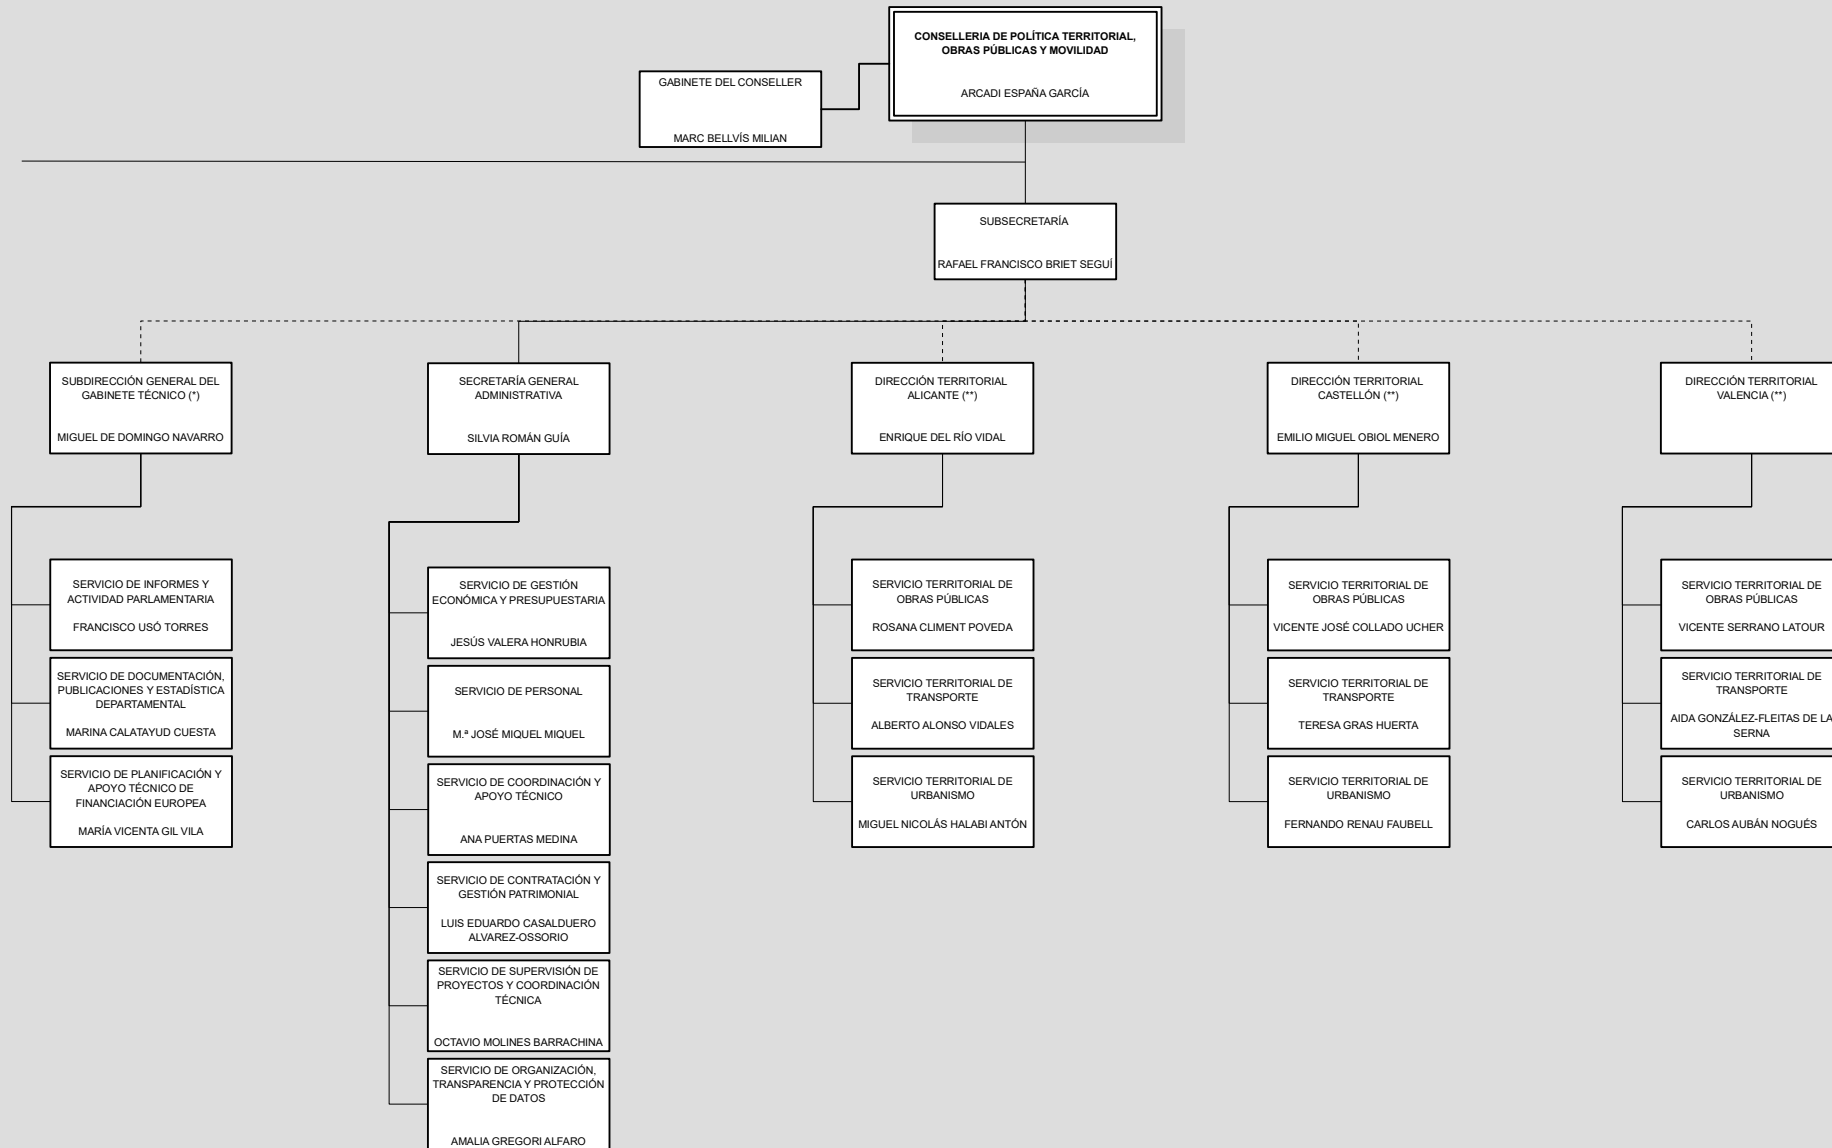 CONSELLERIA DE POLÍTICA TERRITORIAL,
OBRAS PÚBLICAS Y MOVILIDAD
ARCADI ESPAÑA GARCÍA
GABINETE DEL CONSELLER
MARC BELLVÍS MILIAN
SUBSECRETARÍA
RAFAEL FRANCISCO BRIET SEGUÍ
SUBDIRECCIÓN GENERAL DEL
GABINETE TÉCNICO (*)
MIGUEL DE DOMINGO NAVARRO
SERVICIO DE INFORMES Y
ACTIVIDAD PARLAMENTARIA
FRANCISCO USÓ TORRES
SERVICIO DE DOCUMENTACIÓN,
PUBLICACIONES Y ESTADÍSTICA
DEPARTAMENTAL
MARINA CALATAYUD CUESTA
SERVICIO DE PLANIFICACIÓN Y
APOYO TÉCNICO DE
FINANCIACIÓN EUROPEA
MARÍA VICENTA GIL VILA
SECRETARÍA GENERAL
ADMINISTRATIVA
SILVIA ROMÁN GUÍA
SERVICIO DE GESTIÓN
ECONÓMICA Y PRESUPUESTARIA
JESÚS VALERA HONRUBIA
SERVICIO DE PERSONAL
M.ª JOSÉ MIQUEL MIQUEL
SERVICIO DE COORDINACIÓN Y
APOYO TÉCNICO
ANA PUERTAS MEDINA
SERVICIO DE CONTRATACIÓN Y
GESTIÓN PATRIMONIAL
LUIS EDUARDO CASALDUERO
ALVAREZ-OSSORIO
SERVICIO DE SUPERVISIÓN DE
PROYECTOS Y COORDINACIÓN
TÉCNICA
OCTAVIO MOLINES BARRACHINA
SERVICIO DE ORGANIZACIÓN,
TRANSPARENCIA Y PROTECCIÓN
DE DATOS
AMALIA GREGORI ALFARO
DIRECCIÓN TERRITORIAL
ALICANTE (**)
ENRIQUE DEL RÍO VIDAL
SERVICIO TERRITORIAL DE
OBRAS PÚBLICAS
ROSANA CLIMENT POVEDA
SERVICIO TERRITORIAL DE
TRANSPORTE
ALBERTO ALONSO VIDALES
SERVICIO TERRITORIAL DE
URBANISMO
MIGUEL NICOLÁS HALABI ANTÓN
DIRECCIÓN TERRITORIAL
CASTELLÓN (**)
EMILIO MIGUEL OBIOL MENERO
SERVICIO TERRITORIAL DE
OBRAS PÚBLICAS
VICENTE JOSÉ COLLADO UCHER
SERVICIO TERRITORIAL DE
TRANSPORTE
TERESA GRAS HUERTA
SERVICIO TERRITORIAL DE
URBANISMO
FERNANDO RENAU FAUBELL
DIRECCIÓN TERRITORIAL
VALENCIA (**)
SERVICIO TERRITORIAL DE
OBRAS PÚBLICAS
VICENTE SERRANO LATOUR
SERVICIO TERRITORIAL DE
TRANSPORTE
AIDA GONZÁLEZ-FLEITAS DE LA
SERNA
SERVICIO TERRITORIAL DE
URBANISMO
CARLOS AUBÁN NOGUÉS